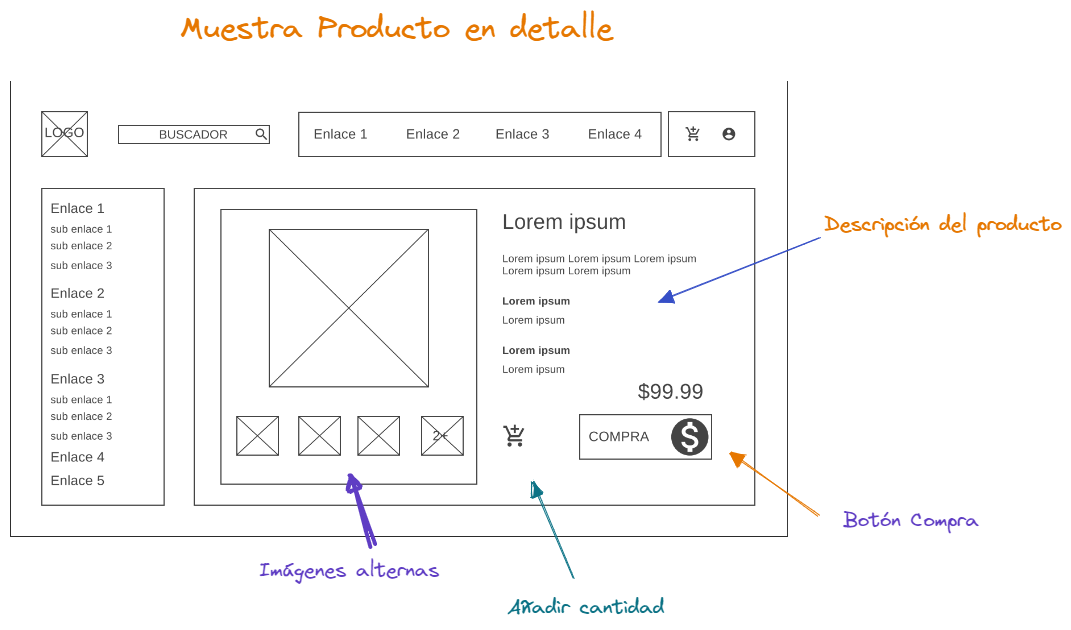 Muestra Producto en detalle
LOGO
BUSCADOR
Enlace 1 Enlace 2 Enlace 3 Enlace 4
Enlace 1
sub enlace 1
sub enlace 2
sub enlace 3
Enlace 2
sub enlace 1
sub enlace 2
sub enlace 3
Enlace 3
sub enlace 1
sub enlace 2
sub enlace 3
Enlace 4
Enlace 5
2+
Lorem ipsum
Lorem ipsum Lorem ipsum Lorem ipsum
Lorem ipsum Lorem ipsum
Lorem ipsum
Lorem ipsum
Lorem ipsum
Lorem ipsum
$99.99
COMPRA $
Descripción del producto
Botón Compra
Imágenes alternas
Añadir cantidad